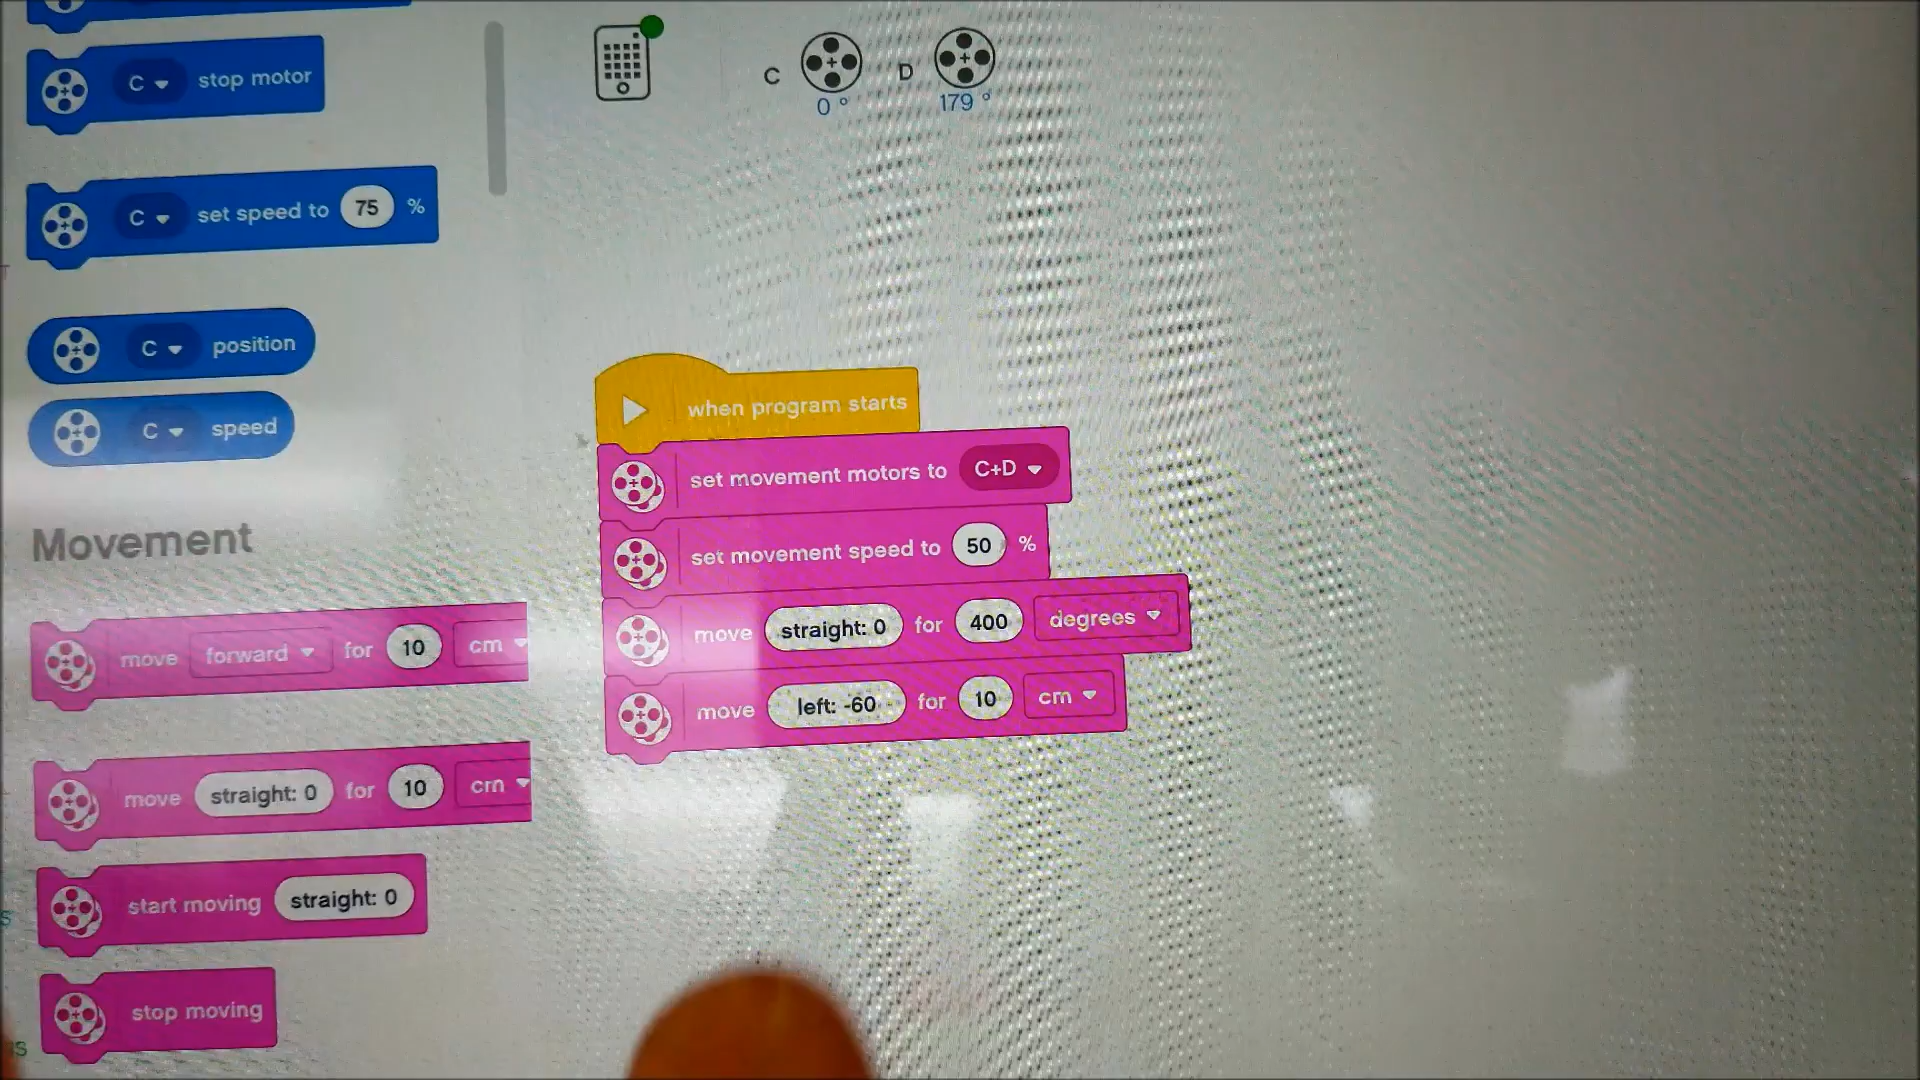 C stop motor
C set speed to 75 %
C position
C speed
Movement
move forward for 10 cm
move straight: 0 for 10 cm
start moving straight: 0
stop moving
C 0 °
D 179 °
when program starts
set movement motors to C+D
set movement speed to 50 %
move straight: 0 for 400 degrees
move left: -60 for 10 cm